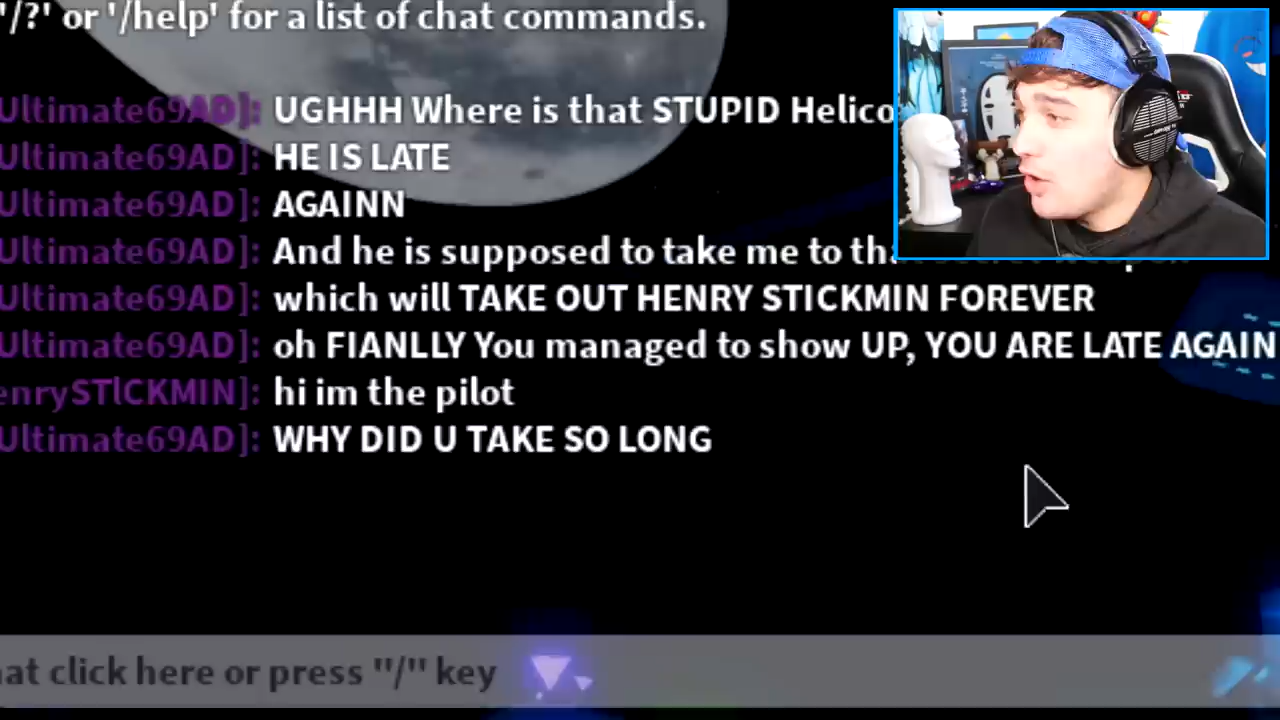 '/?' or '/help' for a list of chat commands.
Ultimate69AD]: UGHHH Where is that STUPID Helico
Ultimate69AD]: HE IS LATE
Ultimate69AD]: AGAINN
Ultimate69AD]: And he is supposed to take me to tha
Ultimate69AD]: which will TAKE OUT HENRY STICKMIN FOREVER
Ultimate69AD]: oh FIANLLY You managed to show UP, YOU ARE LATE AGAIN
enrySTlCKMIN]: hi im the pilot
Ultimate69AD]: WHY DID U TAKE SO LONG
at click here or press "/" key